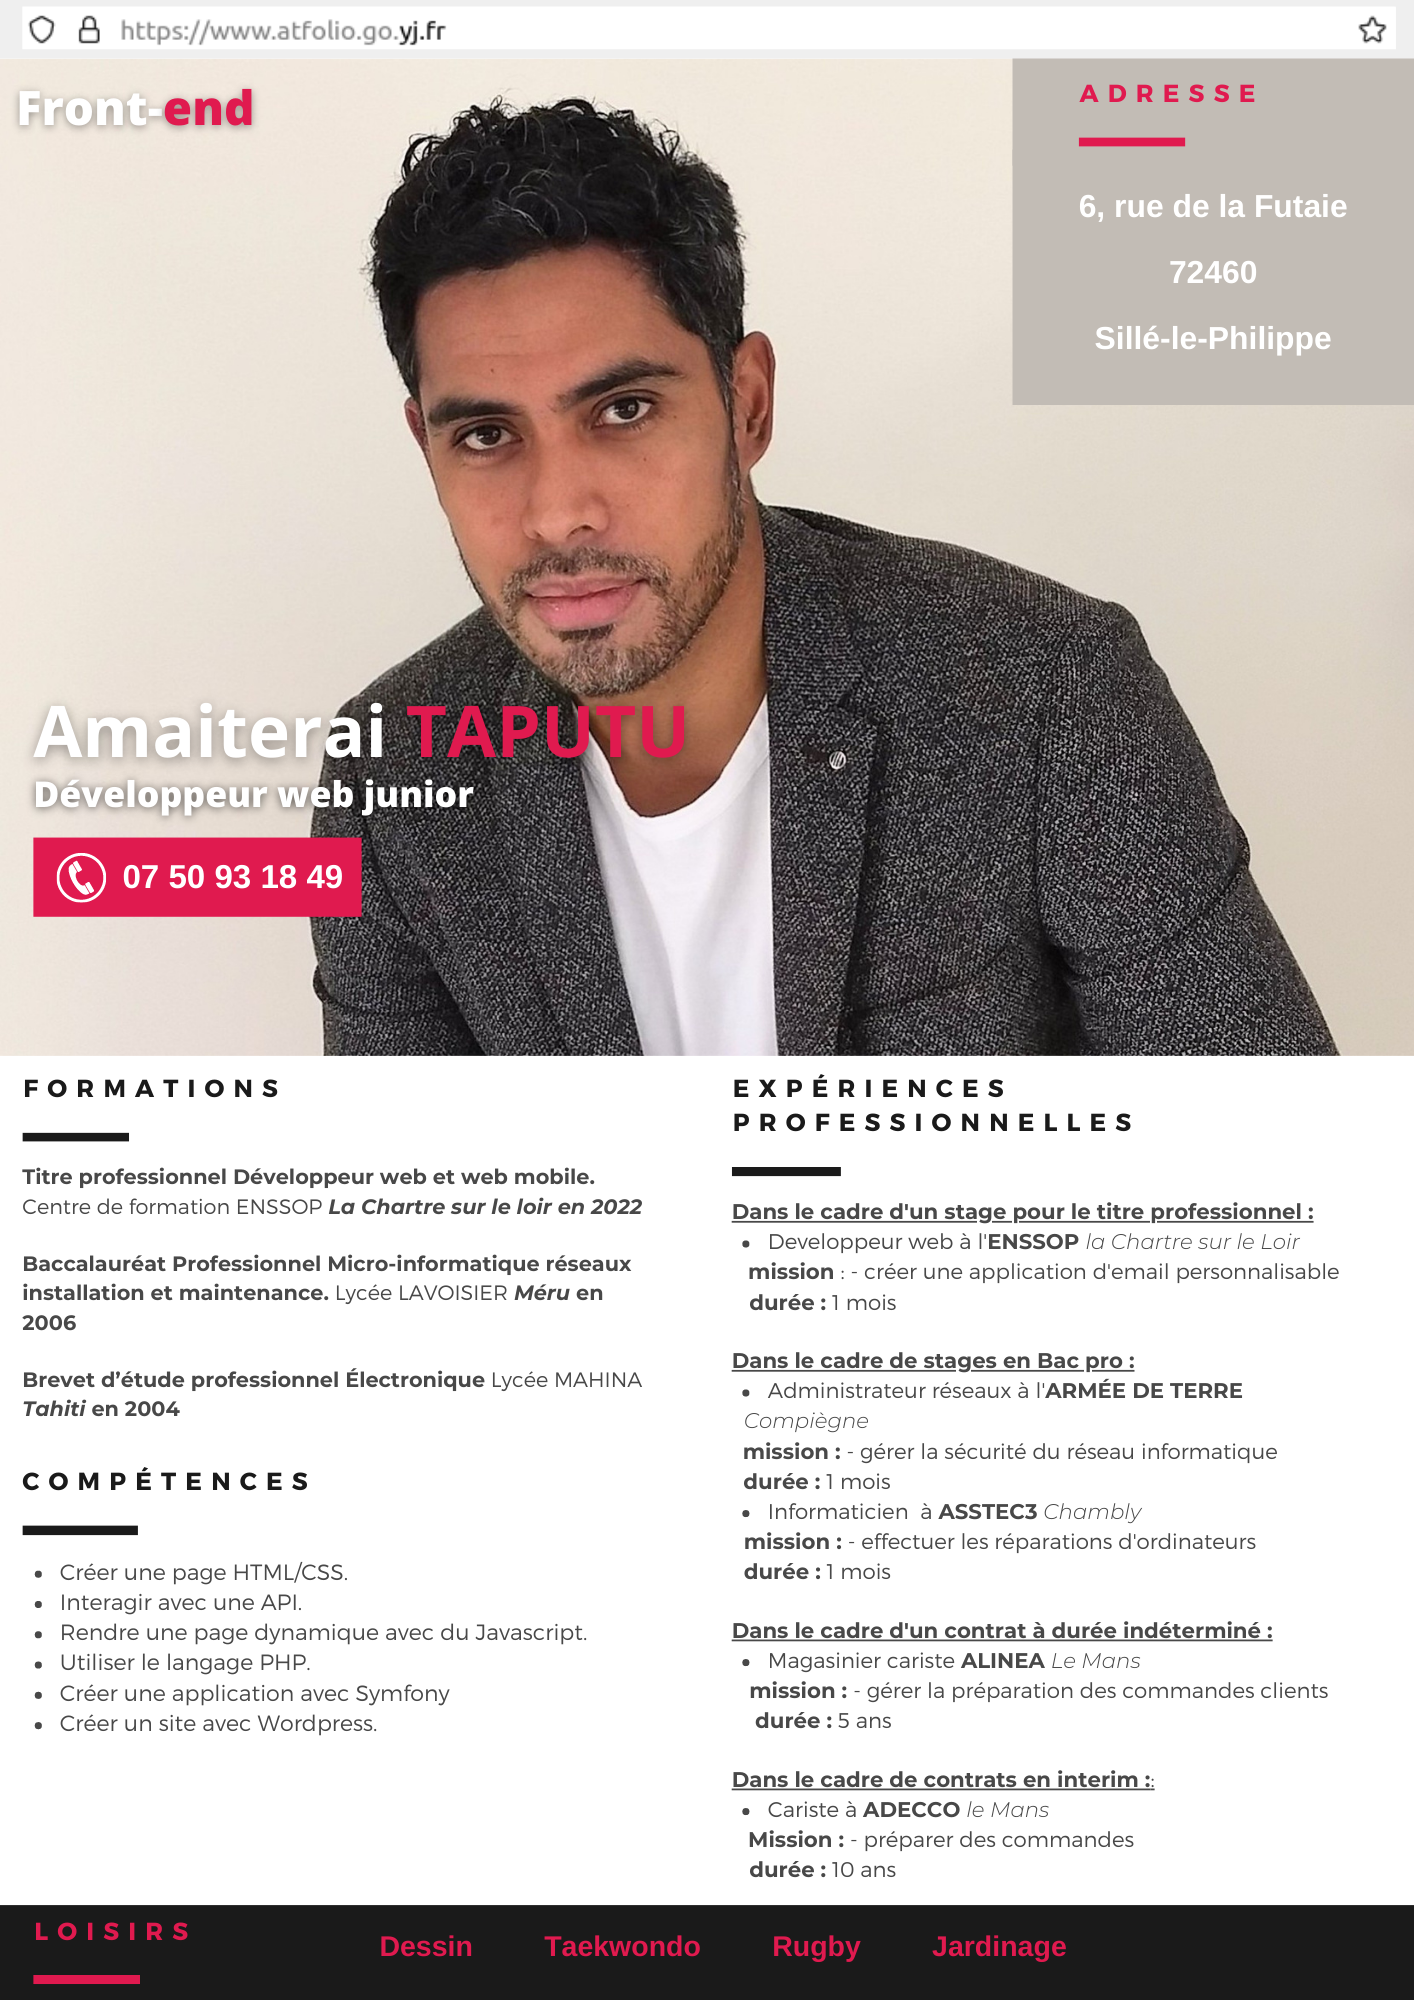 https://www.atfolio.go.yj.fr
Front-end
ADRESSE
6, rue de la Futaie
72460
Sillé-le-Philippe
Amaiterai TAPUTU
Développeur web junior
07 50 93 18 49
FORMATIONS
Titre professionnel Développeur web et web mobile.
Centre de formation ENSSOP La Chartre sur le loir en 2022
Baccalauréat Professionnel Micro-informatique réseaux
installation et maintenance. Lycée LAVOISIER Méru en
2006
Brevet d’étude professionnel Électronique Lycée MAHINA
Tahiti en 2004
COMPÉTENCES
• Créer une page HTML/CSS.
• Interagir avec une API.
• Rendre une page dynamique avec du Javascript.
• Utiliser le langage PHP.
• Créer une application avec Symfony
• Créer un site avec Wordpress.
EXPÉRIENCES
PROFESSIONNELLES
Dans le cadre d'un stage pour le titre professionnel :
• Developpeur web à l'ENSSOP la Chartre sur le Loir
mission : - créer une application d'email personnalisable
durée : 1 mois
Dans le cadre de stages en Bac pro :
• Administrateur réseaux à l'ARMÉE DE TERRE
Compiègne
mission : - gérer la sécurité du réseau informatique
durée : 1 mois
• Informaticien à ASSTEC3 Chambly
mission : - effectuer les réparations d'ordinateurs
durée : 1 mois
Dans le cadre d'un contrat à durée indéterminé :
• Magasinier cariste ALINEA Le Mans
mission : - gérer la préparation des commandes clients
durée : 5 ans
Dans le cadre de contrats en interim ::
• Cariste à ADECCO le Mans
Mission : - préparer des commandes
durée : 10 ans
LOISIRS
Dessin Taekwondo Rugby Jardinage